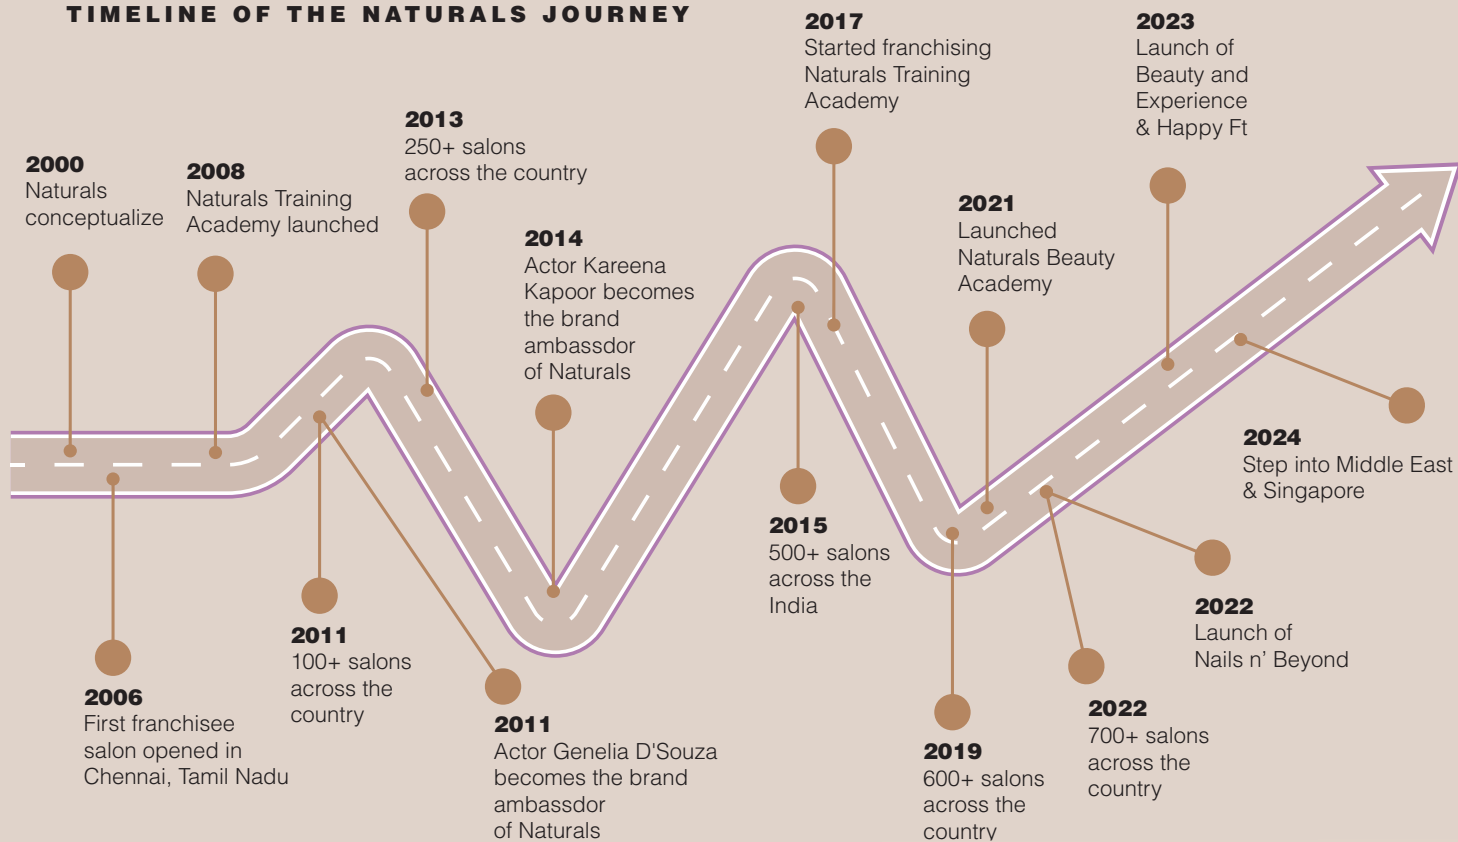 TIMELINE OF THE NATURALS JOURNEY
2000
Naturals
conceptualize
2006
First franchisee
salon opened in
Chennai, Tamil Nadu
2008
Naturals Training
Academy launched
2011
100+ salons
across the
country
2011
Actor Genelia D'Souza
becomes the brand
ambassdor
of Naturals
2013
250+ salons
across the country
2014
Actor Kareena
Kapoor becomes
the brand
ambassdor
of Naturals
2015
500+ salons
across the
India
2017
Started franchising
Naturals Training
Academy
2019
600+ salons
across the
country
2021
Launched
Naturals Beauty
Academy
2022
700+ salons
across the
country
2022
Launch of
Nails n’ Beyond
2023
Launch of
Beauty and
Experience
& Happy Ft
2024
Step into Middle East
& Singapore